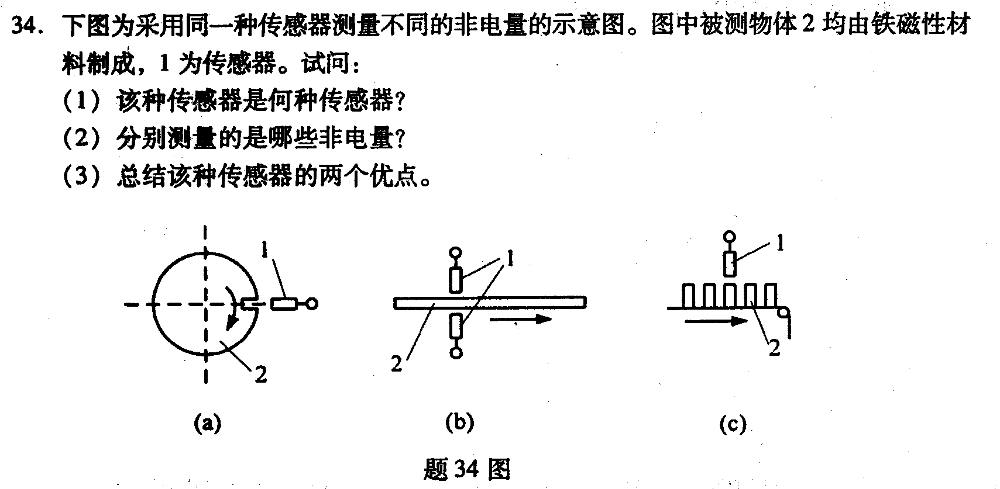 34. 下图为采用同一种传感器测量不同的非电量的示意图。图中被测物体 2 均由铁磁性材
料制成，1 为传感器。试问：
（1）该种传感器是何种传感器？
（2）分别测量的是哪些非电量？
（3）总结该种传感器的两个优点。
1
2
(a)
1
2
(b)
1
2
(c)
题 34 图